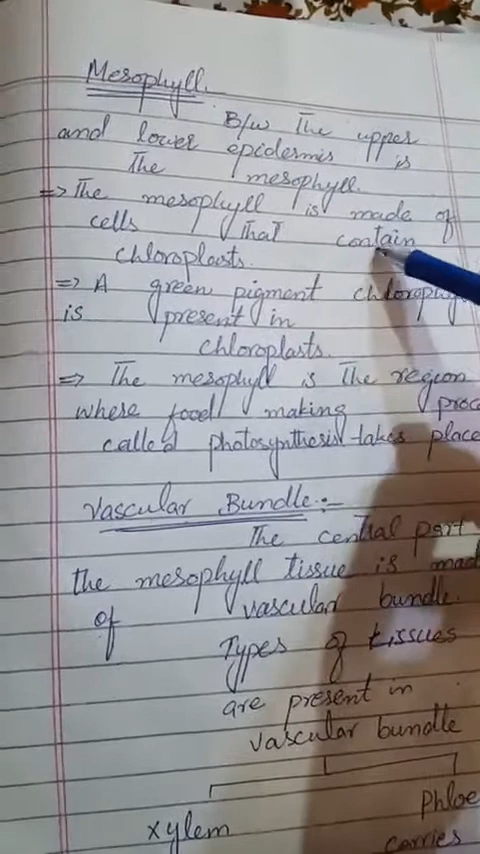 Mesophyll.
B/w The upper
and lower epidermis is
The mesophyll.
=> The mesophyll is made of
cells that contain
chloroplasts.
=> A green pigment
is present in
chloroplasts.
=> The mesophyll is The region
where food making proc
called photosynthesis takes place
Vascular Bundle:-
The central part
the mesophyll tissue is mad
of vascular bundle.
Types of tissues
are present in
vascular bundle
xylem Phloe
carries